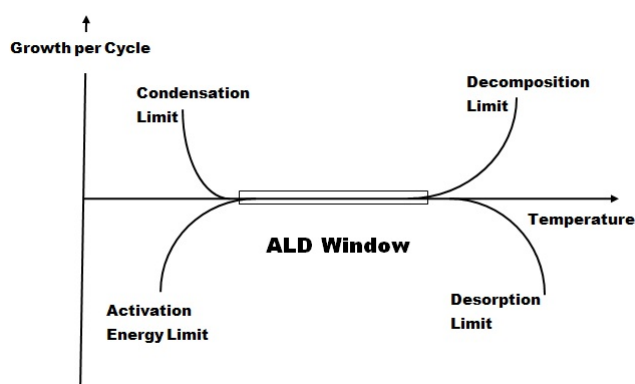 Growth per Cycle
Condensation
Limit
Decomposition
Limit
Temperature
ALD Window
Activation
Energy Limit
Desorption
Limit